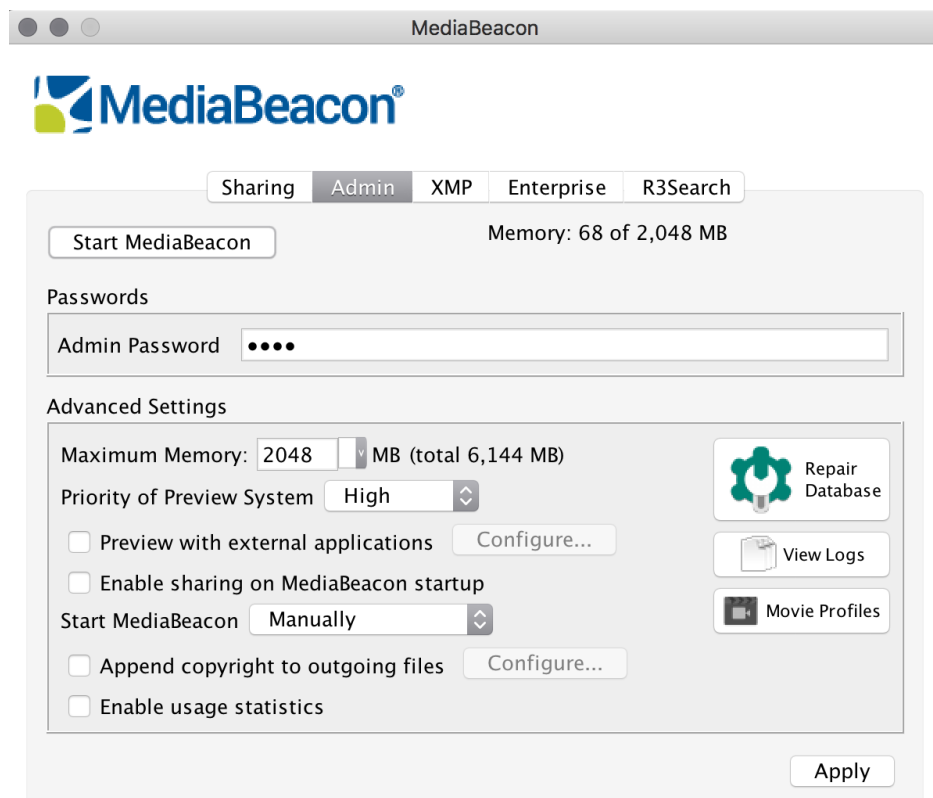 MediaBeacon
MediaBeacon®
Sharing Admin XMP Enterprise R3Search
Start MediaBeacon Memory: 68 of 2,048 MB
Passwords
Admin Password ••••
Advanced Settings
Maximum Memory: 2048 MB (total 6,144 MB)
Priority of Preview System High
Repair
Database
Preview with external applications Configure...
View Logs
Enable sharing on MediaBeacon startup
Start MediaBeacon Manually
Movie Profiles
Append copyright to outgoing files Configure...
Enable usage statistics
Apply